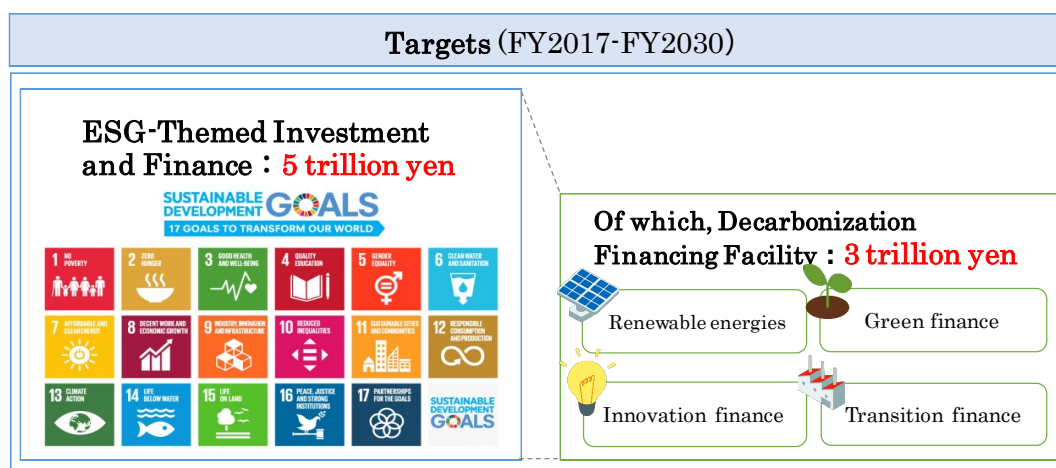 Targets (FY2017-FY2030)
ESG-Themed Investment
and Finance：5 trillion yen
SUSTAINABLE
DEVELOPMENT GOALS
17 GOALS TO TRANSFORM OUR WORLD
1 NO
POVERTY
2 ZERO
HUNGER
3 GOOD HEALTH
AND WELL-BEING
4 QUALITY
EDUCATION
5 GENDER
EQUALITY
6 CLEAN WATER
AND SANITATION
7 AFFORDABLE AND
CLEAN ENERGY
8 DECENT WORK AND
ECONOMIC GROWTH
9 INDUSTRY, INNOVATION
AND INFRASTRUCTURE
10 REDUCED
INEQUALITIES
11 SUSTAINABLE CITIES
AND COMMUNITIES
12 RESPONSIBLE
CONSUMPTION
AND PRODUCTION
13 CLIMATE
ACTION
14 LIFE
BELOW WATER
15 LIFE
ON LAND
16 PEACE, JUSTICE
AND STRONG
INSTITUTIONS
17 PARTNERSHIPS
FOR THE GOALS
SUSTAINABLE
DEVELOPMENT
GOALS
Of which, Decarbonization
Financing Facility：3 trillion yen
Renewable energies
Green finance
Innovation finance
Transition finance